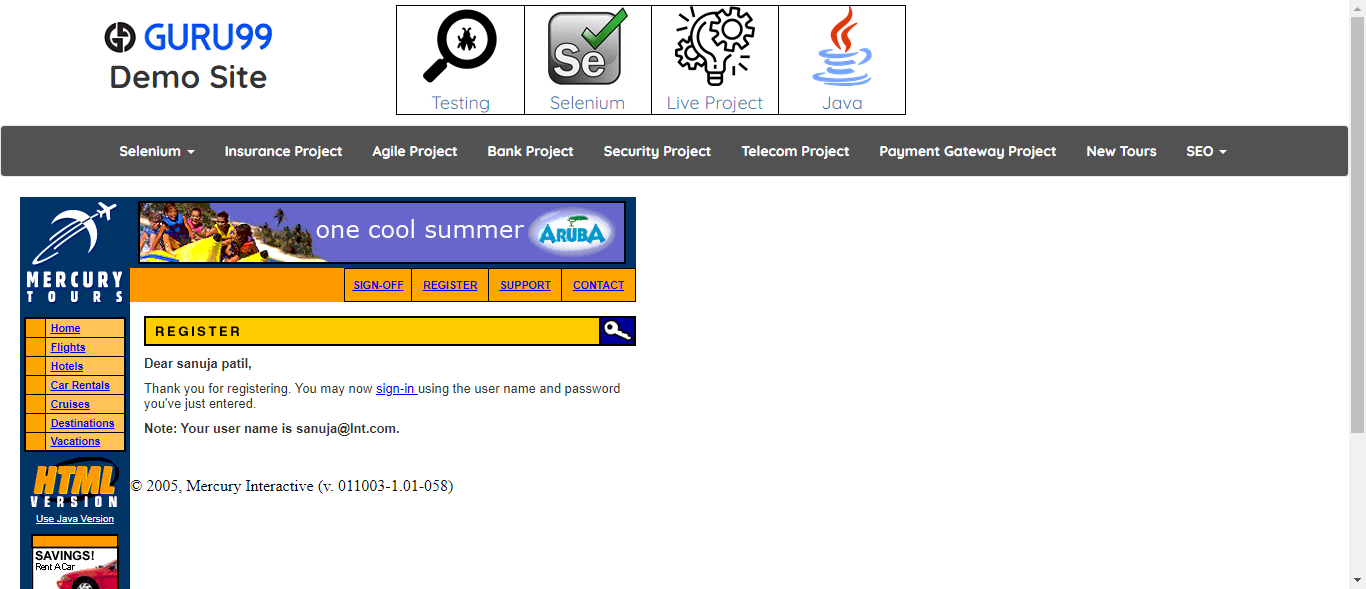 GURU99
Demo Site
Testing
Se
Selenium
Live Project
Java
Selenium
Insurance Project
Agile Project
Bank Project
Security Project
Telecom Project
Payment Gateway Project
New Tours
SEO
MERCURY
TOURS
one cool summer
ARUBA
SIGN-OFF
REGISTER
SUPPORT
CONTACT
Home
Flights
Hotels
Car Rentals
Cruises
Destinations
Vacations
HTML
VERSION
Use Java Version
SAVINGS!
Rent A Car
REGISTER
Dear sanuja patil,
Thank you for registering. You may now sign-in using the user name and password
you've just entered.
Note: Your user name is sanuja@lnt.com.
© 2005, Mercury Interactive (v. 011003-1.01-058)